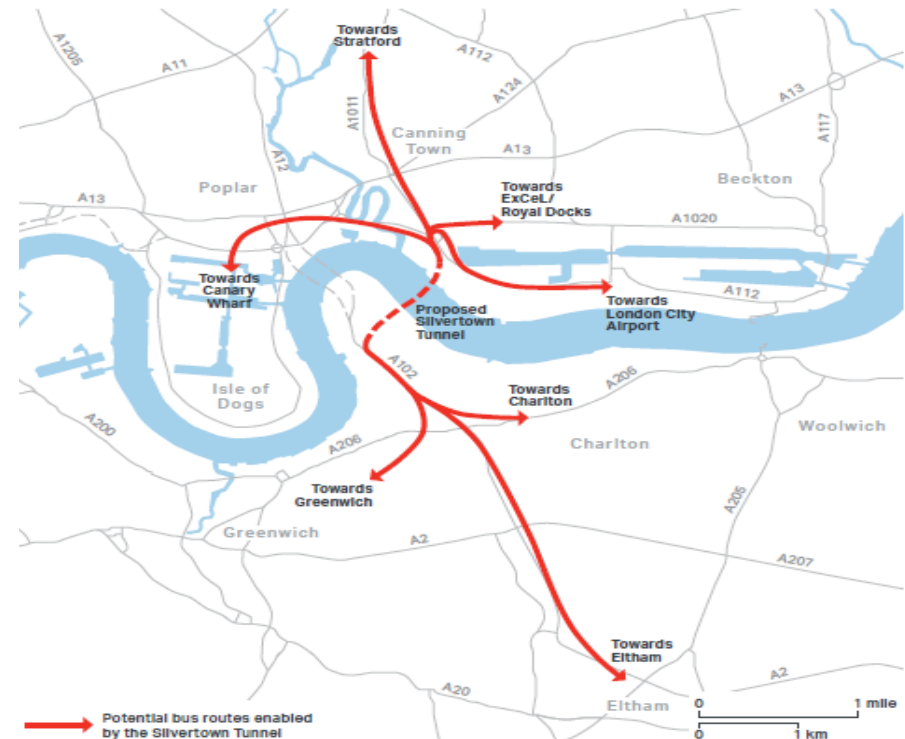 Towards
Stratford
A1205
A11
A112
A124
A1011
A12
Canning
Town
A13
A13
A117
Poplar
Beckton
A13
Towards
ExCeL/
Royal Docks
A1020
Towards
Canary
Wharf
Proposed
Silvertown
Tunnel
Towards
London City
Airport
A112
A102
Isle of
Dogs
Towards
Charlton
A206
A200
A206
Charlton
Woolwich
Towards
Greenwich
A205
Greenwich
A2
A207
Towards
Eltham
A2
A20
Eltham
0
1 mile
0
1 km
Potential bus routes enabled
by the Silvertown Tunnel